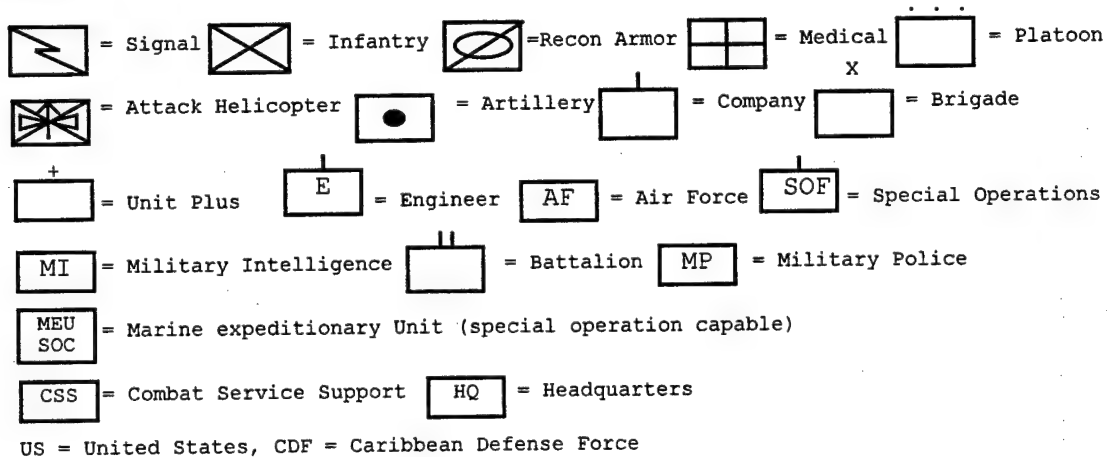 . . .
= Signal = Infantry =Recon Armor = Medical = Platoon
X
= Attack Helicopter = Artillery = Company = Brigade
+
= Unit Plus E = Engineer AF = Air Force SOF = Special Operations
MI = Military Intelligence = Battalion MP = Military Police
MEU
SOC = Marine expeditionary Unit (special operation capable)
CSS = Combat Service Support HQ = Headquarters
US = United States, CDF = Caribbean Defense Force